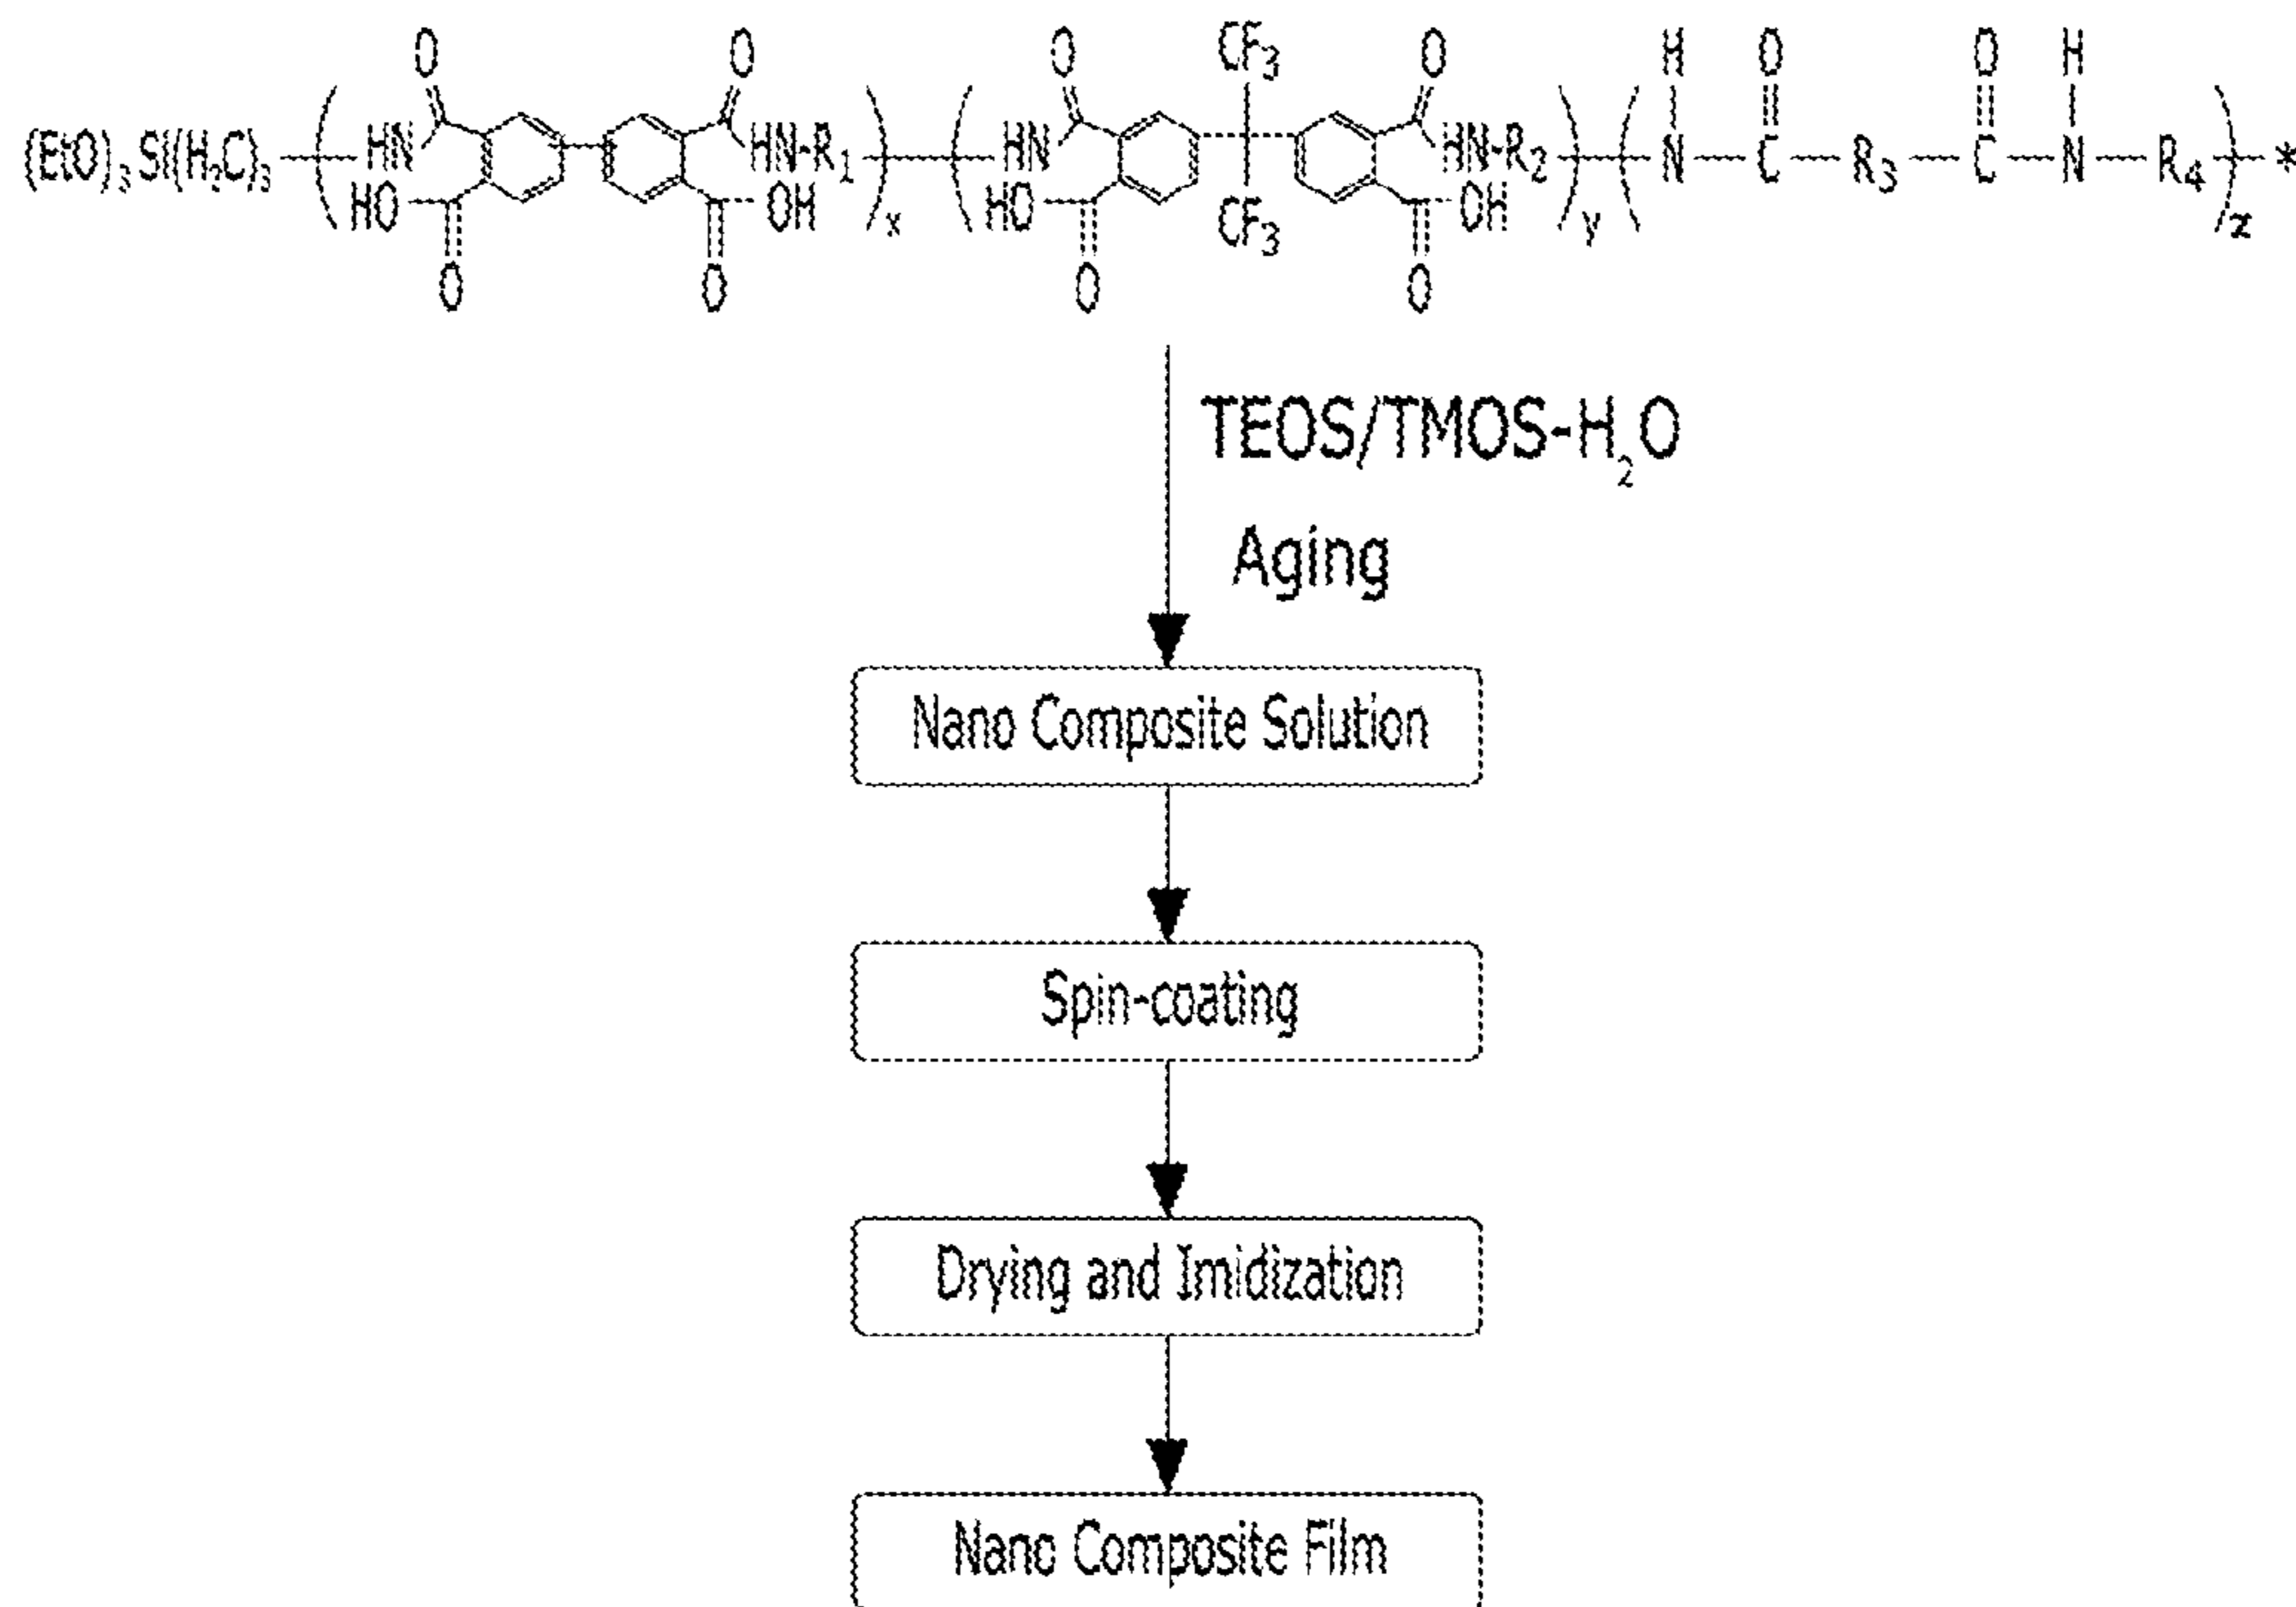 O O O CF3 O H O O H
(EtO)3Si(H2C)3 HN HN-R1 HN HN-R2 N C R3 C N R4 *
HO OH x HO CF3 OH y z
O O O O
TEOS/TMOS-H2O
Aging
Nano Composite Solution
Spin-coating
Drying and Imidization
Nano Composite Film